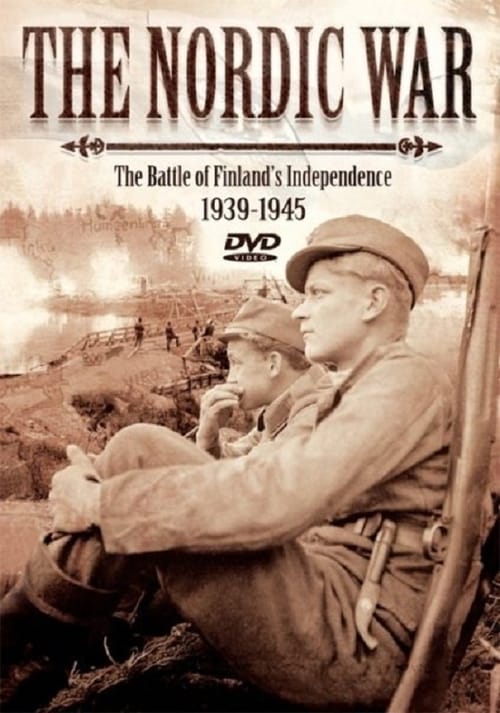 THE NORDIC WAR
The Battle of Finland's Independence
1939-1945
DVD
VIDEO